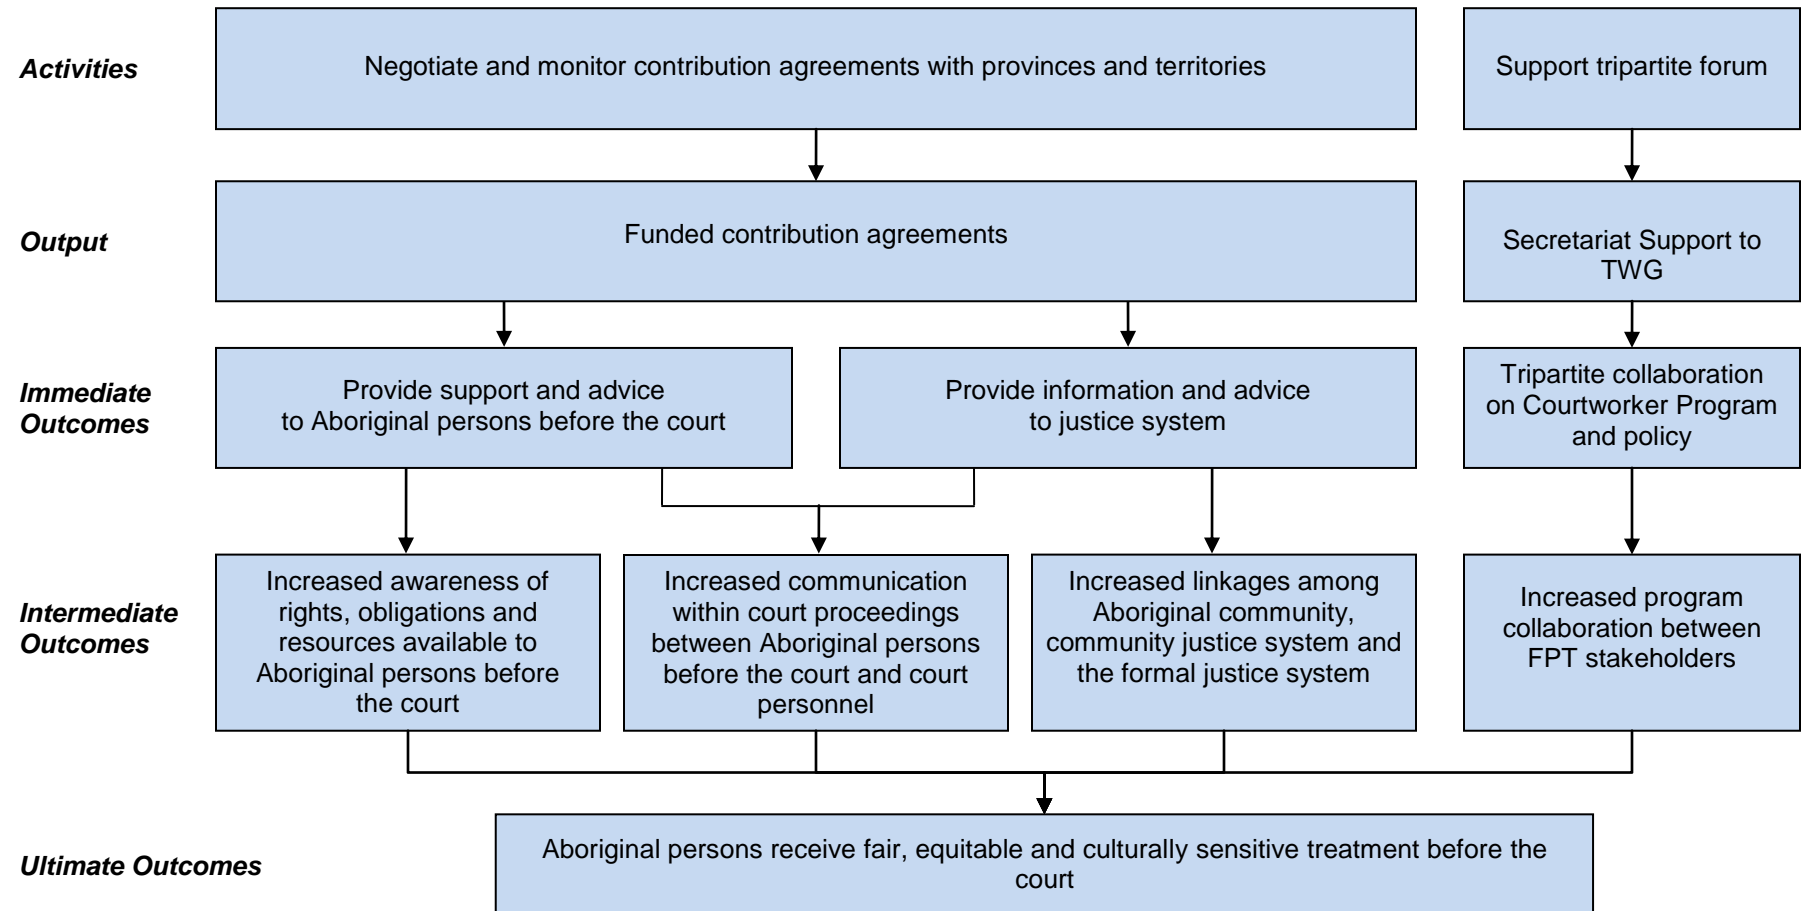 Activities
Negotiate and monitor contribution agreements with provinces and territories
Support tripartite forum
Output
Funded contribution agreements
Secretariat Support to
TWG
Immediate
Outcomes
Provide support and advice
to Aboriginal persons before the court
Provide information and advice
to justice system
Tripartite collaboration
on Courtworker Program
and policy
Intermediate
Outcomes
Increased awareness of
rights, obligations and
resources available to
Aboriginal persons before
the court
Increased communication
within court proceedings
between Aboriginal persons
before the court and court
personnel
Increased linkages among
Aboriginal community,
community justice system and
the formal justice system
Increased program
collaboration between
FPT stakeholders
Ultimate Outcomes
Aboriginal persons receive fair, equitable and culturally sensitive treatment before the
court